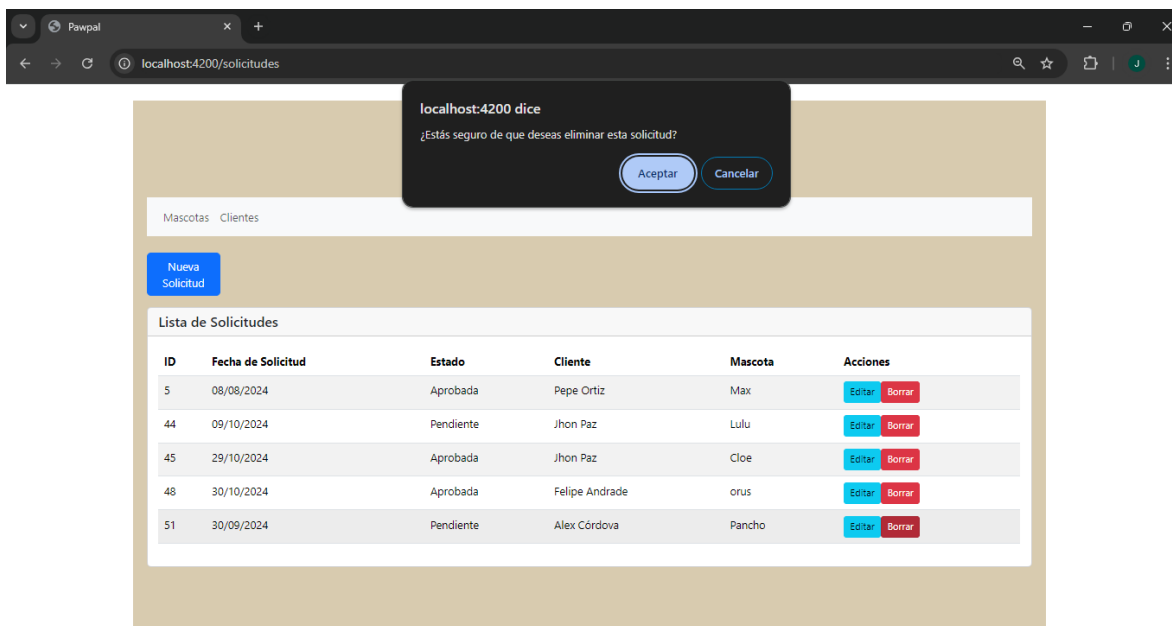 Pawpal
localhost:4200/solicitudes
J
localhost:4200 dice
¿Estás seguro de que deseas eliminar esta solicitud?
Aceptar Cancelar
Mascotas Clientes
Nueva
Solicitud
Lista de Solicitudes
ID Fecha de Solicitud Estado Cliente Mascota Acciones
5 08/08/2024 Aprobada Pepe Ortiz Max Editar Borrar
44 09/10/2024 Pendiente Jhon Paz Lulu Editar Borrar
45 29/10/2024 Aprobada Jhon Paz Cloe Editar Borrar
48 30/10/2024 Aprobada Felipe Andrade orus Editar Borrar
51 30/09/2024 Pendiente Alex Córdova Pancho Editar Borrar